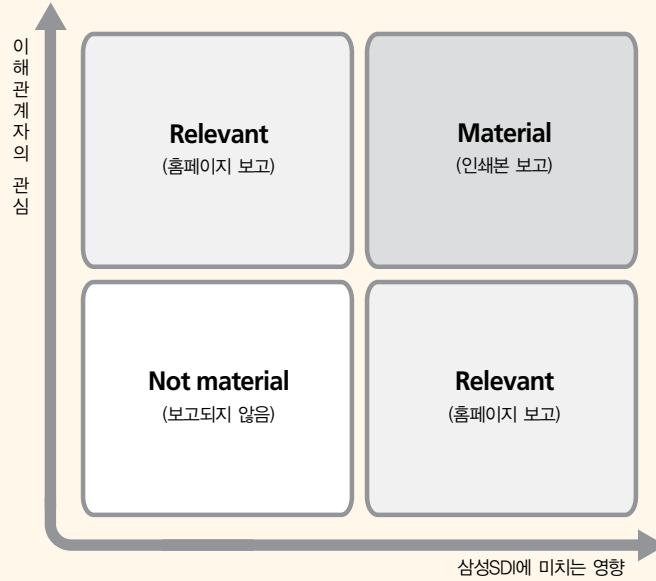 이해관계자의 관심
Relevant
(홈페이지 보고)
Material
(인쇄본 보고)
Not material
(보고되지 않음)
Relevant
(홈페이지 보고)
삼성SDI에 미치는 영향